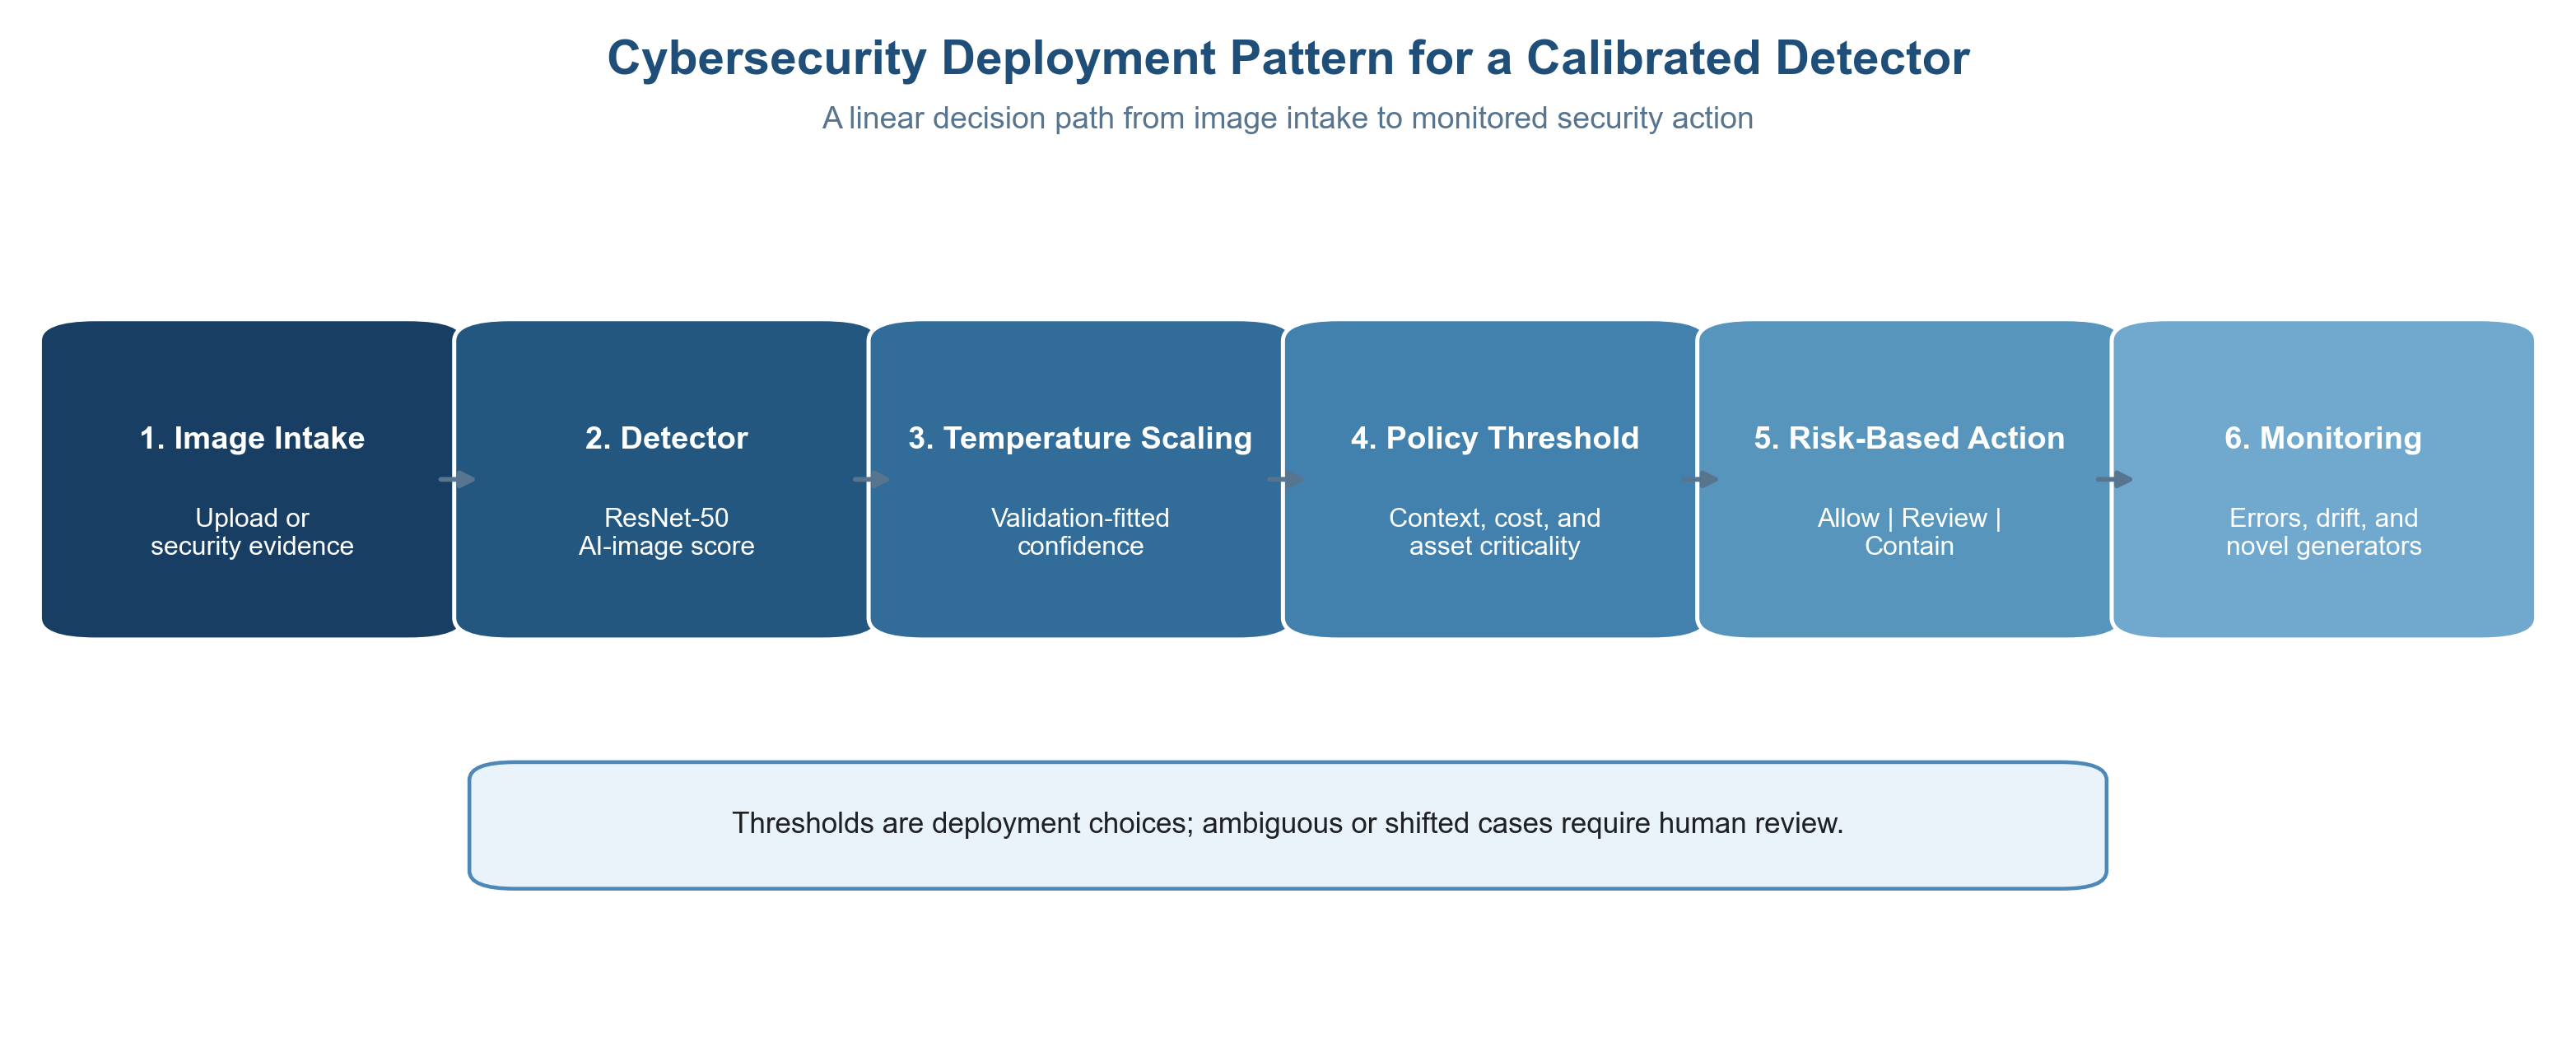 Cybersecurity Deployment Pattern for a Calibrated Detector
A linear decision path from image intake to monitored security action
1. Image Intake
Upload or
security evidence
2. Detector
ResNet-50
AI-image score
3. Temperature Scaling
Validation-fitted
confidence
4. Policy Threshold
Context, cost, and
asset criticality
5. Risk-Based Action
Allow | Review |
Contain
6. Monitoring
Errors, drift, and
novel generators
Thresholds are deployment choices; ambiguous or shifted cases require human review.